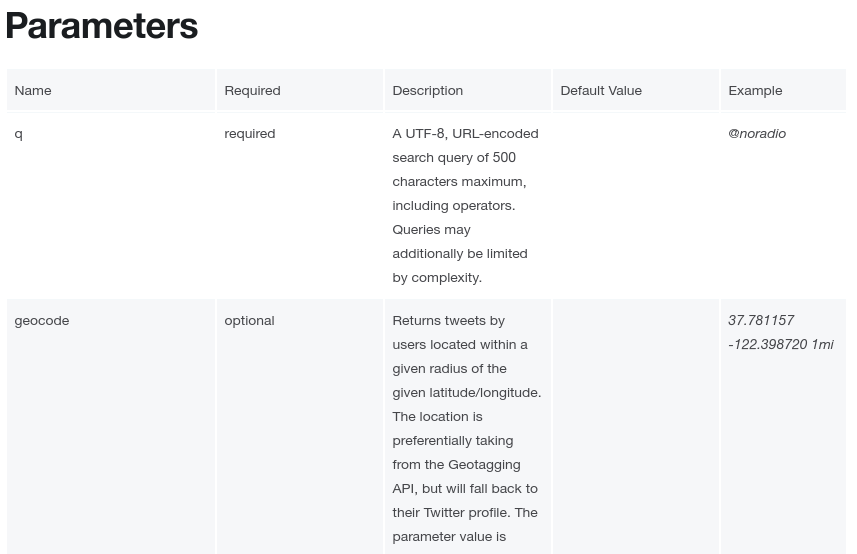 Parameters
Name Required Description Default Value Example
q required A UTF-8, URL-encoded @noradio
search query of 500
characters maximum,
including operators.
Queries may
additionally be limited
by complexity.
geocode optional Returns tweets by 37.781157
users located within a -122.398720 1mi
given radius of the
given latitude/longitude.
The location is
preferentially taking
from the Geotagging
API, but will fall back to
their Twitter profile. The
parameter value is